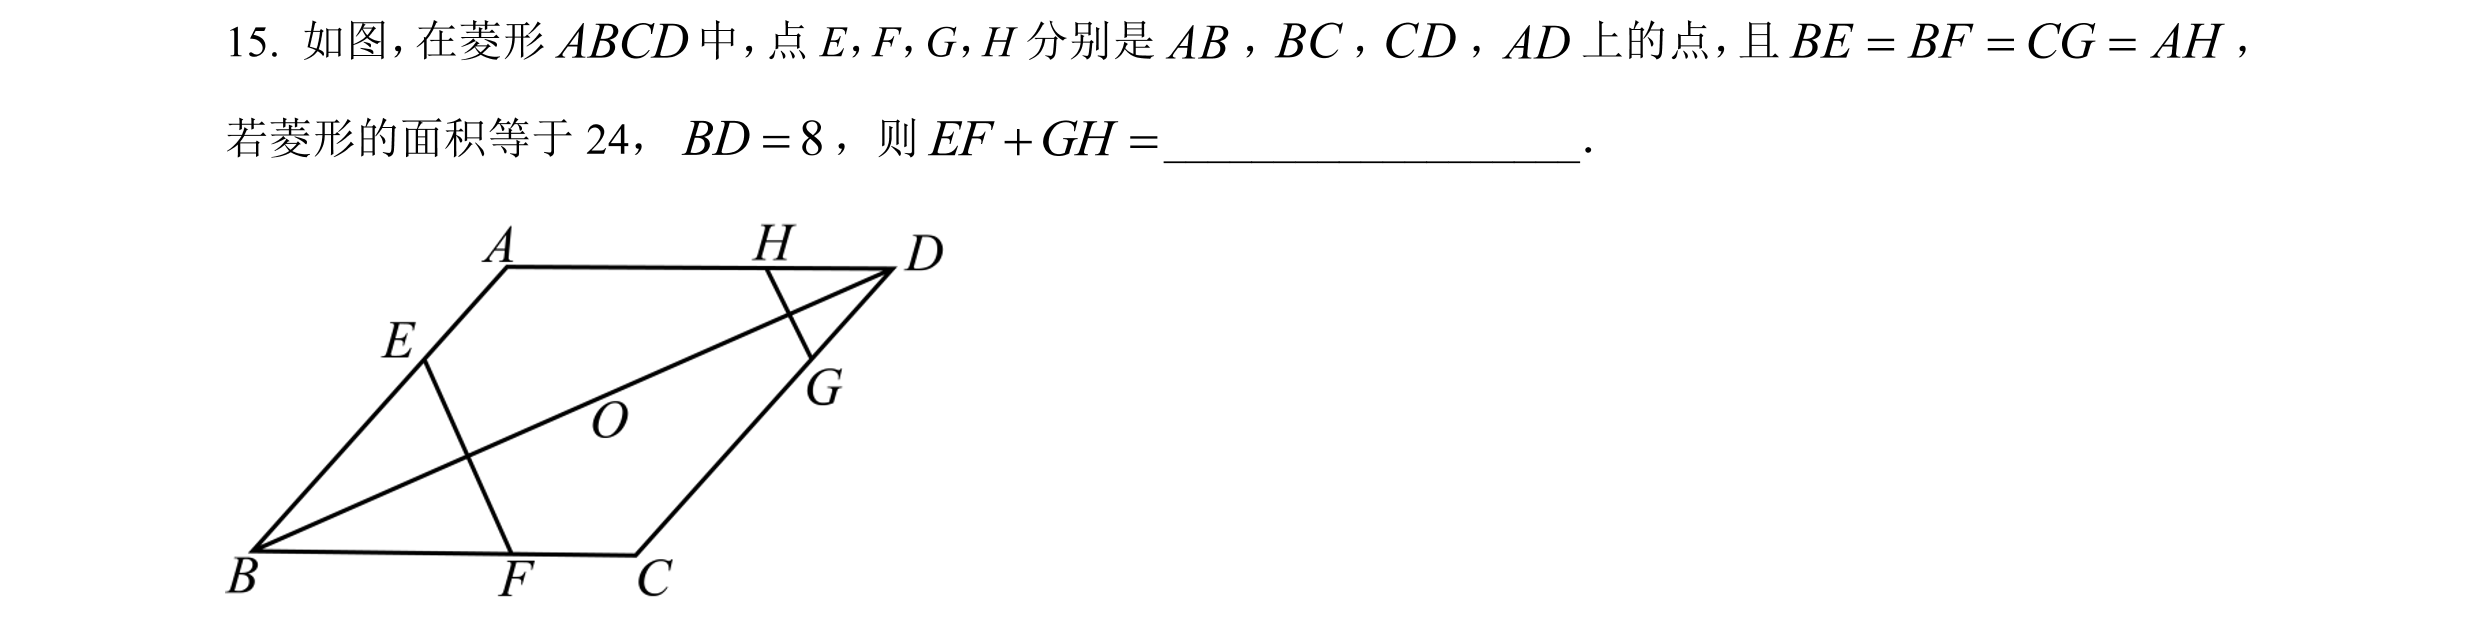 15. 如图,在菱形 ABCD 中,点 E,F,G,H 分别是 AB，BC，CD，AD 上的点,且 BE = BF = CG = AH，
若菱形的面积等于 24， BD = 8，则 EF + GH = ___________________．
A
H
D
E
G
O
B
F
C